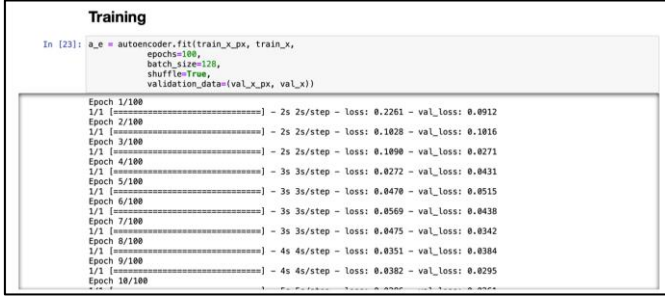 Training
In [23]: a_e = autoencoder.fit(train_x_px, train_x,
epochs=100,
batch_size=128,
shuffle=True,
validation_data=(val_x_px, val_x))
Epoch 1/100
1/1 [==============================] - 2s 2s/step - loss: 0.2261 - val_loss: 0.0912
Epoch 2/100
1/1 [==============================] - 2s 2s/step - loss: 0.1028 - val_loss: 0.1016
Epoch 3/100
1/1 [==============================] - 2s 2s/step - loss: 0.1090 - val_loss: 0.0271
Epoch 4/100
1/1 [==============================] - 3s 3s/step - loss: 0.0272 - val_loss: 0.0431
Epoch 5/100
1/1 [==============================] - 3s 3s/step - loss: 0.0470 - val_loss: 0.0515
Epoch 6/100
1/1 [==============================] - 3s 3s/step - loss: 0.0569 - val_loss: 0.0438
Epoch 7/100
1/1 [==============================] - 3s 3s/step - loss: 0.0475 - val_loss: 0.0342
Epoch 8/100
1/1 [==============================] - 4s 4s/step - loss: 0.0351 - val_loss: 0.0384
Epoch 9/100
1/1 [==============================] - 4s 4s/step - loss: 0.0382 - val_loss: 0.0295
Epoch 10/100